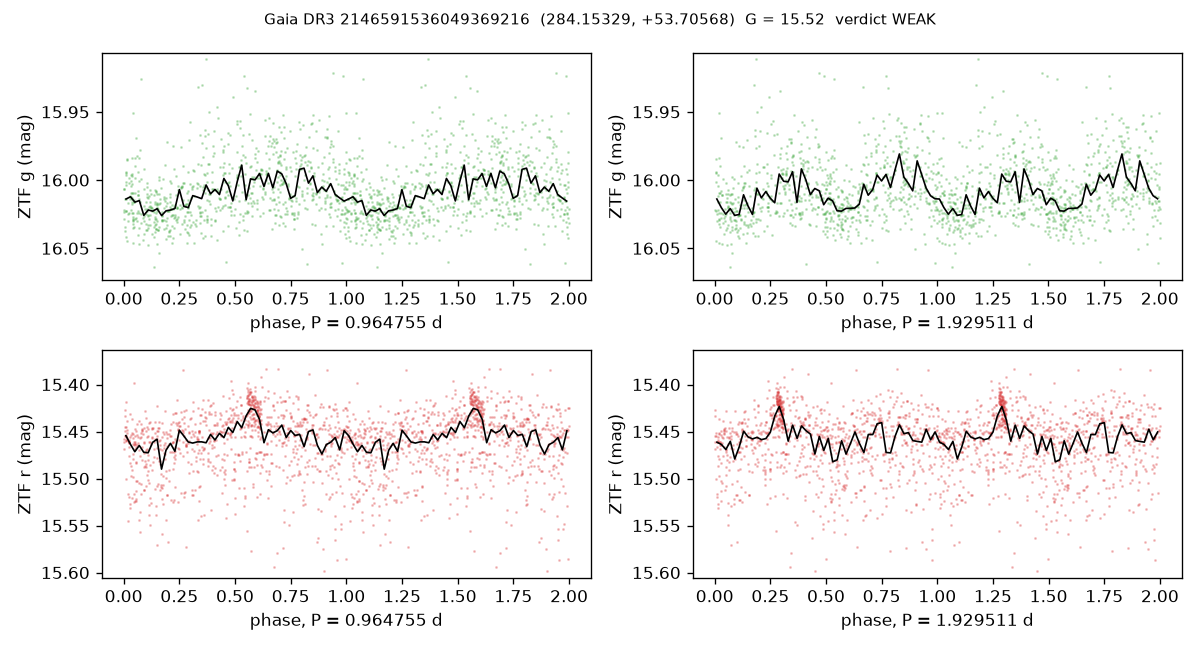 Gaia DR3 2146591536049369216  (284.15329, +53.70568)  G = 15.52  verdict WEAK
ZTF g (mag)
15.95
16.00
16.05
0.00 0.25 0.50 0.75 1.00 1.25 1.50 1.75 2.00
phase, P = 0.964755 d
ZTF g (mag)
15.95
16.00
16.05
0.00 0.25 0.50 0.75 1.00 1.25 1.50 1.75 2.00
phase, P = 1.929511 d
ZTF r (mag)
15.40
15.45
15.50
15.55
15.60
0.00 0.25 0.50 0.75 1.00 1.25 1.50 1.75 2.00
phase, P = 0.964755 d
ZTF r (mag)
15.40
15.45
15.50
15.55
15.60
0.00 0.25 0.50 0.75 1.00 1.25 1.50 1.75 2.00
phase, P = 1.929511 d